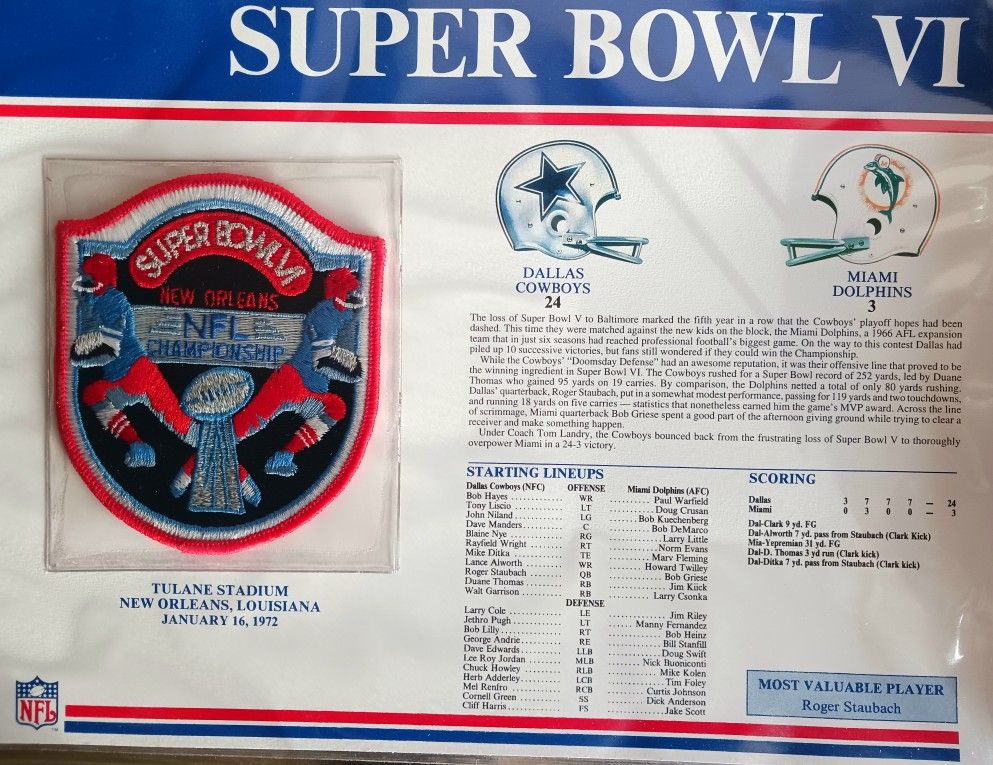 SUPER BOWL VI
SUPER BOWL VI
NEW ORLEANS
NFL
CHAMPIONSHIP
TULANE STADIUM
NEW ORLEANS, LOUISIANA
JANUARY 16, 1972
DALLAS
COWBOYS
24
MIAMI
DOLPHINS
3
The loss of Super Bowl V to Baltimore marked the fifth year in a row that the Cowboys' playoff hopes had been
dashed. This time they were matched against the new kids on the block, the Miami Dolphins, a 1966 AFL expansion
team that in just six seasons had reached professional football's biggest game. On the way to this contest Dallas had
piled up 10 successive victories, but fans still wondered if they could win the Championship.
While the Cowboys' "Doomsday Defense" had an awesome reputation, it was their offensive line that proved to be
the winning ingredient in Super Bowl VI. The Cowboys rushed for a Super Bowl record of 252 yards, led by Duane
Thomas who gained 95 yards on 19 carries. By comparison, the Dolphins netted a total of only 80 yards rushing.
Dallas' quarterback, Roger Staubach, put in a somewhat modest performance, passing for 119 yards and two touchdowns,
and running 18 yards on five carries — statistics that nonetheless earned him the game's MVP award. Across the line
of scrimmage, Miami quarterback Bob Griese spent a good part of the afternoon giving ground while trying to clear a
receiver and make something happen.
Under Coach Tom Landry, the Cowboys bounced back from the frustrating loss of Super Bowl V to thoroughly
overpower Miami in a 24-3 victory.
STARTING LINEUPS
Dallas Cowboys (NFC) OFFENSE Miami Dolphins (AFC)
Bob Hayes WR Paul Warfield
Tony Liscio LT Doug Crusan
John Niland LG Bob Kuechenberg
Dave Manders C Bob DeMarco
Blaine Nye RG Larry Little
Rayfield Wright RT Norm Evans
Mike Ditka TE Marv Fleming
Lance Alworth WR Howard Twilley
Roger Staubach QB Bob Griese
Duane Thomas RB Jim Kiick
Walt Garrison RB Larry Csonka
DEFENSE
Larry Cole LE Jim Riley
Jethro Pugh LT Manny Fernandez
Bob Lilly RT Bob Heinz
George Andrie RE Bill Stanfill
Dave Edwards LLB Doug Swift
Lee Roy Jordan MLB Nick Buoniconti
Chuck Howley RLB Mike Kolen
Herb Adderley LCB Tim Foley
Mel Renfro RCB Curtis Johnson
Cornell Green SS Dick Anderson
Cliff Harris FS Jake Scott
SCORING
Dallas 3 7 7 7 — 24
Miami 0 3 0 0 — 3
Dal-Clark 9 yd. FG
Dal-Alworth 7 yd. pass from Staubach (Clark Kick)
Mia-Yepremian 31 yd. FG
Dal-D. Thomas 3 yd run (Clark kick)
Dal-Ditka 7 yd. pass from Staubach (Clark kick)
MOST VALUABLE PLAYER
Roger Staubach
NFL
TM